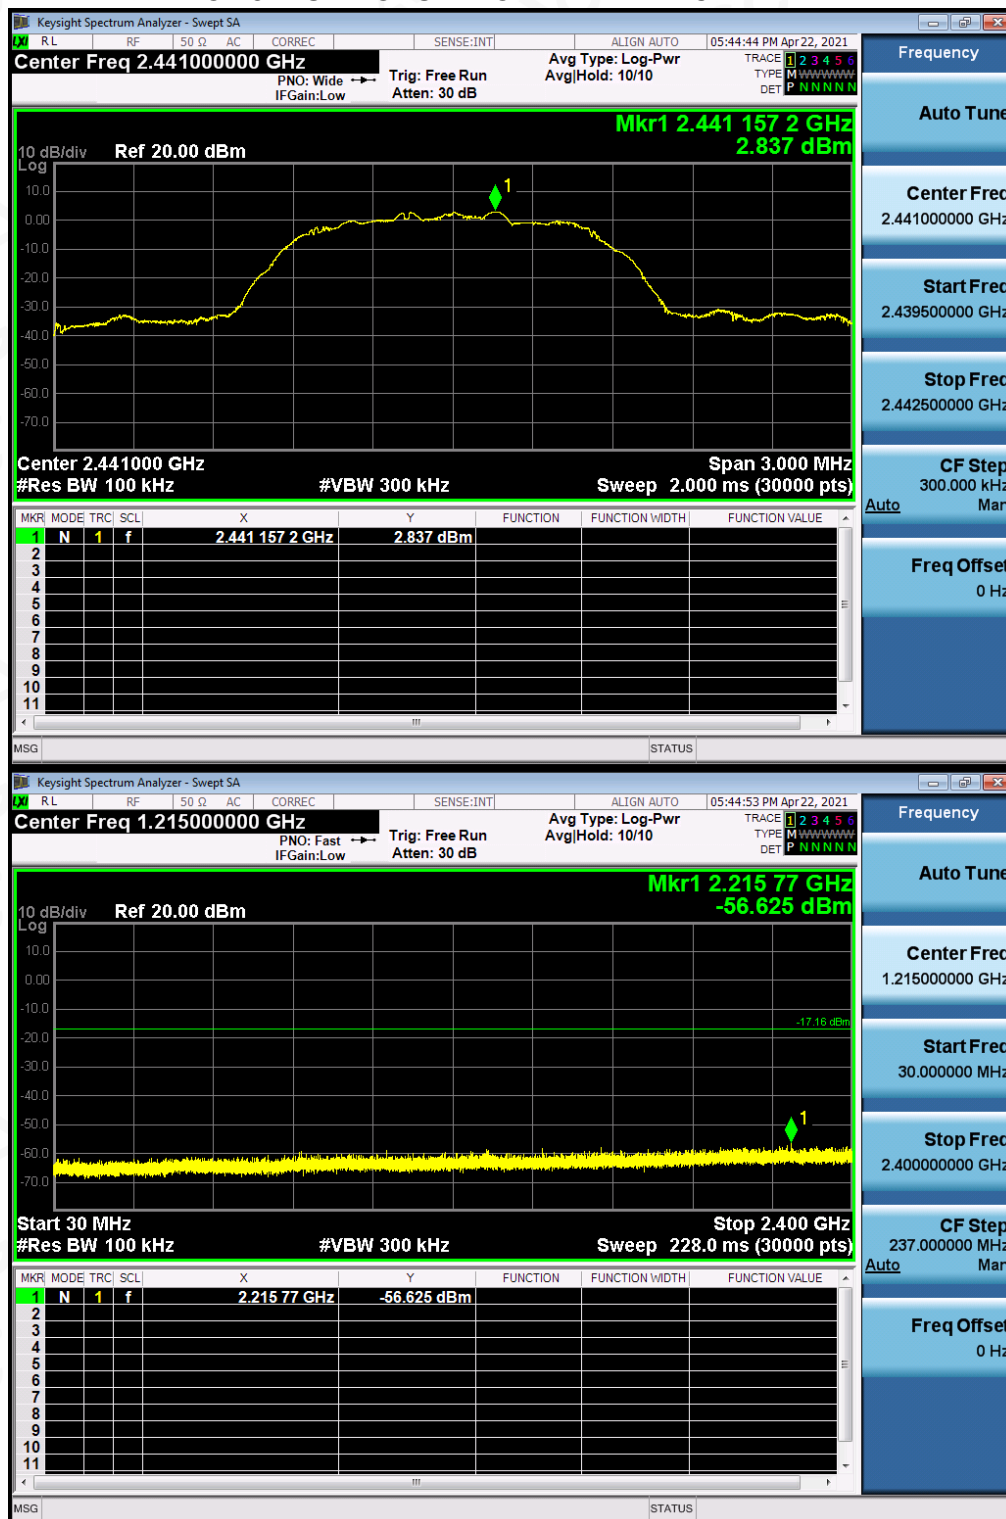 Keysight Spectrum Analyzer - Swept SA
LXI RL RF 50 Ω AC CORREC SENSE:INT ALIGN AUTO 05:44:44 PM Apr 22, 2021
Center Freq 2.441000000 GHz
PNO: Wide
IFGain:Low
Trig: Free Run
Atten: 30 dB
Avg Type: Log-Pwr
Avg|Hold: 10/10
TRACE 1 2 3 4 5 6
TYPE M WWWWW
DET P N N N N N
Mkr1 2.441 157 2 GHz
2.837 dBm
10 dB/div Ref 20.00 dBm
Log
10.0
0.00
-10.0
-20.0
-30.0
-40.0
-50.0
-60.0
-70.0
1
Center 2.441000 GHz Span 3.000 MHz
#Res BW 100 kHz #VBW 300 kHz Sweep 2.000 ms (30000 pts)
MKR MODE TRC SCL X Y FUNCTION FUNCTION WIDTH FUNCTION VALUE
1 N 1 f 2.441 157 2 GHz 2.837 dBm
2
3
4
5
6
7
8
9
10
11
MSG STATUS
Frequency
Auto Tune
Center Freq
2.441000000 GHz
Start Freq
2.439500000 GHz
Stop Freq
2.442500000 GHz
CF Step
300.000 kHz
Auto Man
Freq Offset
0 Hz
Keysight Spectrum Analyzer - Swept SA
LXI RL RF 50 Ω AC CORREC SENSE:INT ALIGN AUTO 05:44:53 PM Apr 22, 2021
Center Freq 1.215000000 GHz
PNO: Fast
IFGain:Low
Trig: Free Run
Atten: 30 dB
Avg Type: Log-Pwr
Avg|Hold: 10/10
TRACE 1 2 3 4 5 6
TYPE M WWWWW
DET P N N N N N
Mkr1 2.215 77 GHz
-56.625 dBm
10 dB/div Ref 20.00 dBm
Log
10.0
0.00
-10.0
-20.0
-30.0
-40.0
-50.0
-60.0
-70.0
-17.16 dBm
1
Start 30 MHz Stop 2.400 GHz
#Res BW 100 kHz #VBW 300 kHz Sweep 228.0 ms (30000 pts)
MKR MODE TRC SCL X Y FUNCTION FUNCTION WIDTH FUNCTION VALUE
1 N 1 f 2.215 77 GHz -56.625 dBm
2
3
4
5
6
7
8
9
10
11
MSG STATUS
Frequency
Auto Tune
Center Freq
1.215000000 GHz
Start Freq
30.000000 MHz
Stop Freq
2.400000000 GHz
CF Step
237.000000 MHz
Auto Man
Freq Offset
0 Hz